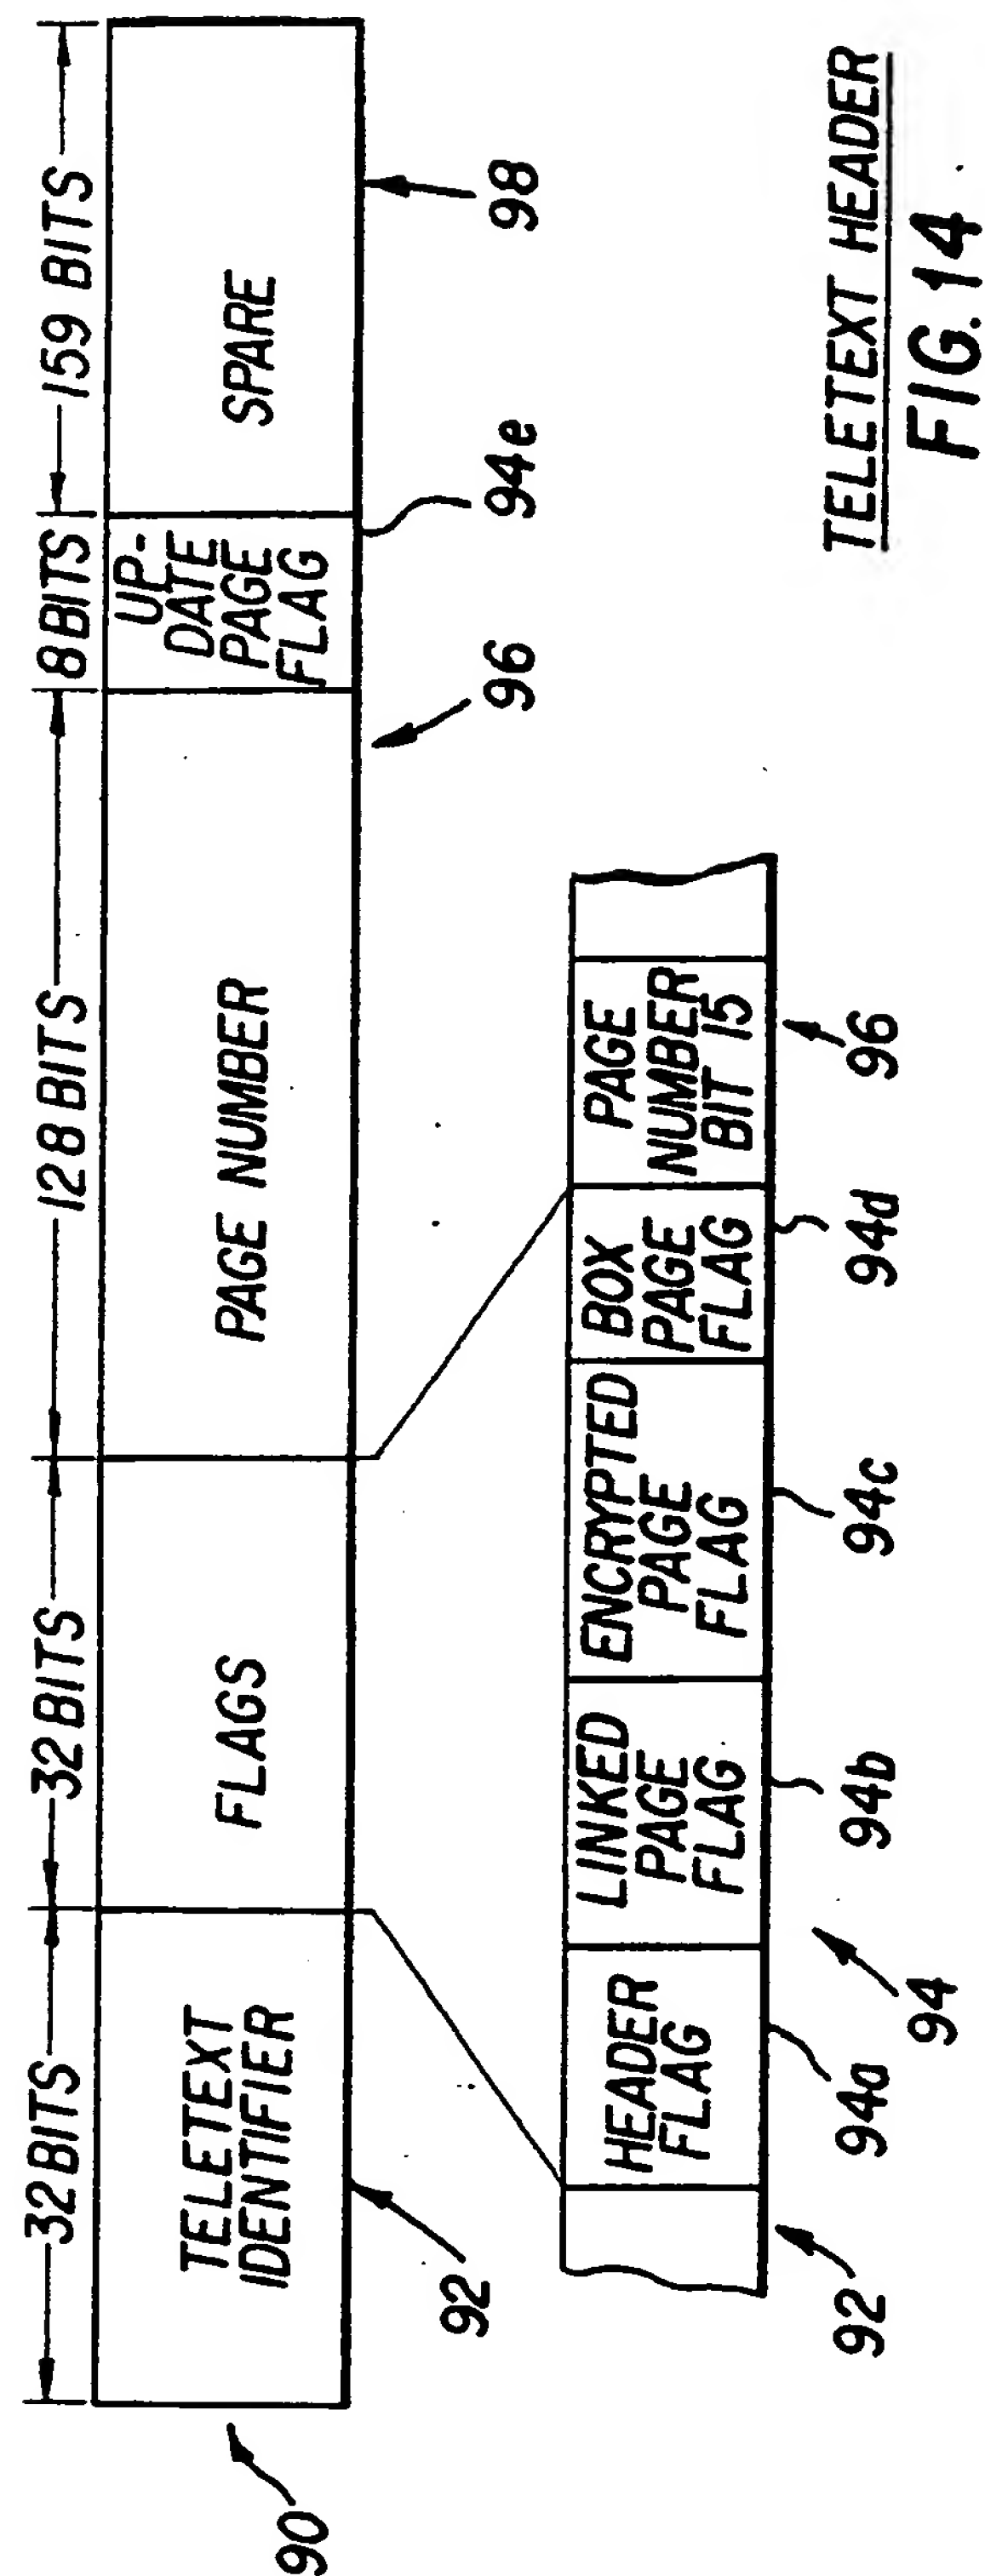 32 BITS
32 BITS
128 BITS
8 BITS
159 BITS
TELETEXT
IDENTIFIER
FLAGS
PAGE NUMBER
UP-
DATE
PAGE
FLAG
SPARE
90
92
96
94e
98
HEADER
FLAG
LINKED
PAGE
FLAG
ENCRYPTED
PAGE
FLAG
BOX
PAGE
FLAG
PAGE
NUMBER
BIT 15
92
94a
94
94b
94c
94d
96
TELETEXT HEADER
FIG. 14